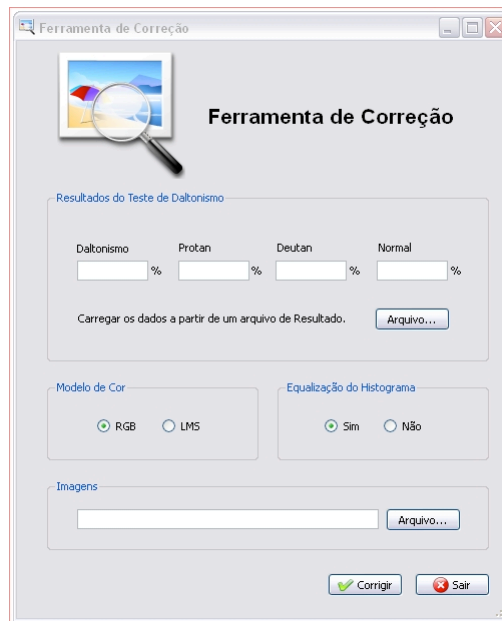 Ferramenta de Correção
Ferramenta de Correção
Resultados do Teste de Daltonismo
Daltonismo Protan Deutan Normal
% % % %
Carregar os dados a partir de um arquivo de Resultado. Arquivo...
Modelo de Cor Equalização do Histograma
RGB LMS Sim Não
Imagens
Arquivo...
Corrigir Sair